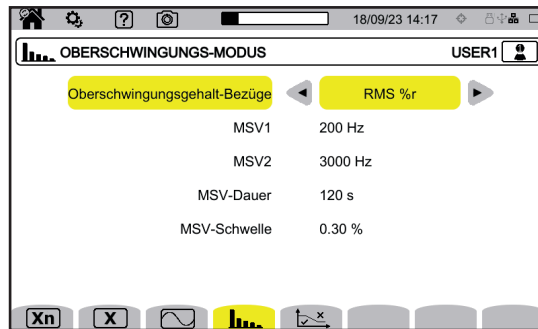 18/09/23 14:17
OBERSCHWINGUNGS-MODUS USER1
Oberschwingungsgehalt-Bezüge RMS %r
MSV1 200 Hz
MSV2 3000 Hz
MSV-Dauer 120 s
MSV-Schwelle 0.30 %
Xn X